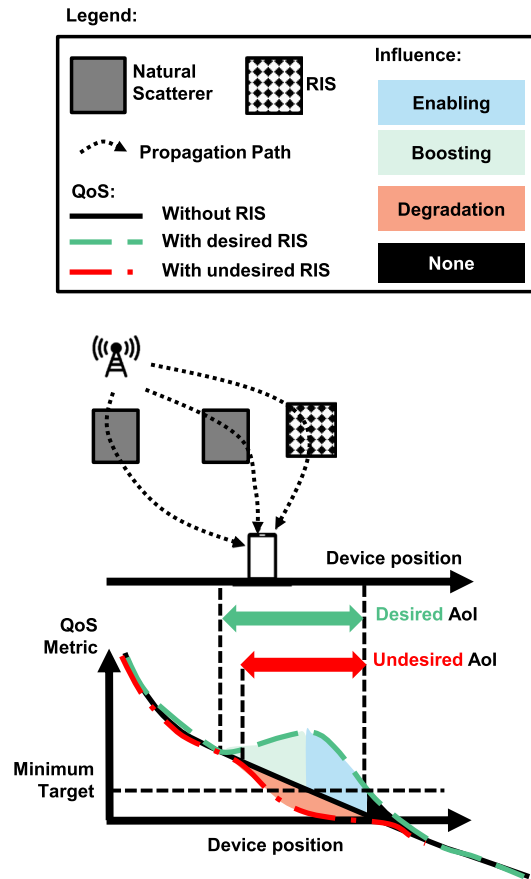 Legend:
Natural
Scatterer
RIS
Propagation Path
QoS:
Without RIS
With desired RIS
With undesired RIS
Influence:
Enabling
Boosting
Degradation
None
Device position
Desired AoI
QoS
Metric
Undesired AoI
Minimum
Target
Device position